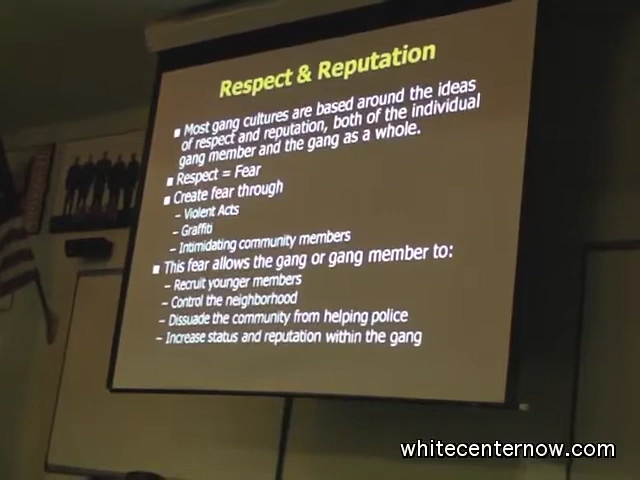 Respect & Reputation
■ Most gang cultures are based around the ideas
of respect and reputation, both of the individual
gang member and the gang as a whole.
■ Respect = Fear
■ Create fear through
– Violent Acts
– Graffiti
– Intimidating community members
■ This fear allows the gang or gang member to:
– Recruit younger members
– Control the neighborhood
– Dissuade the community from helping police
– Increase status and reputation within the gang
whitecenternow.com